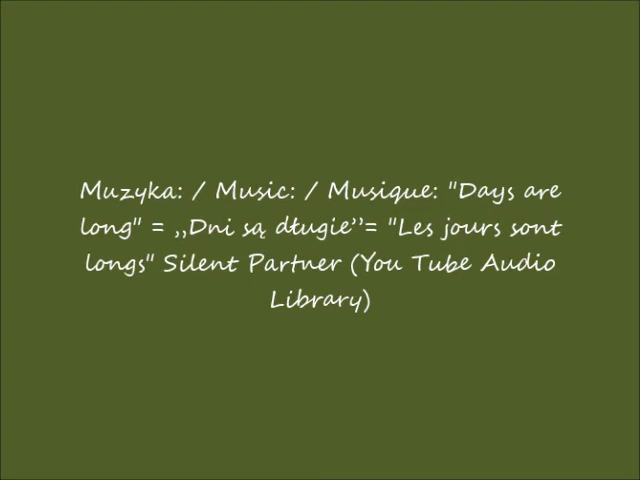 Muzyka: / Music: / Musique: "Days are
long" = „Dni są długie”= "Les jours sont
longs" Silent Partner (You Tube Audio
Library)